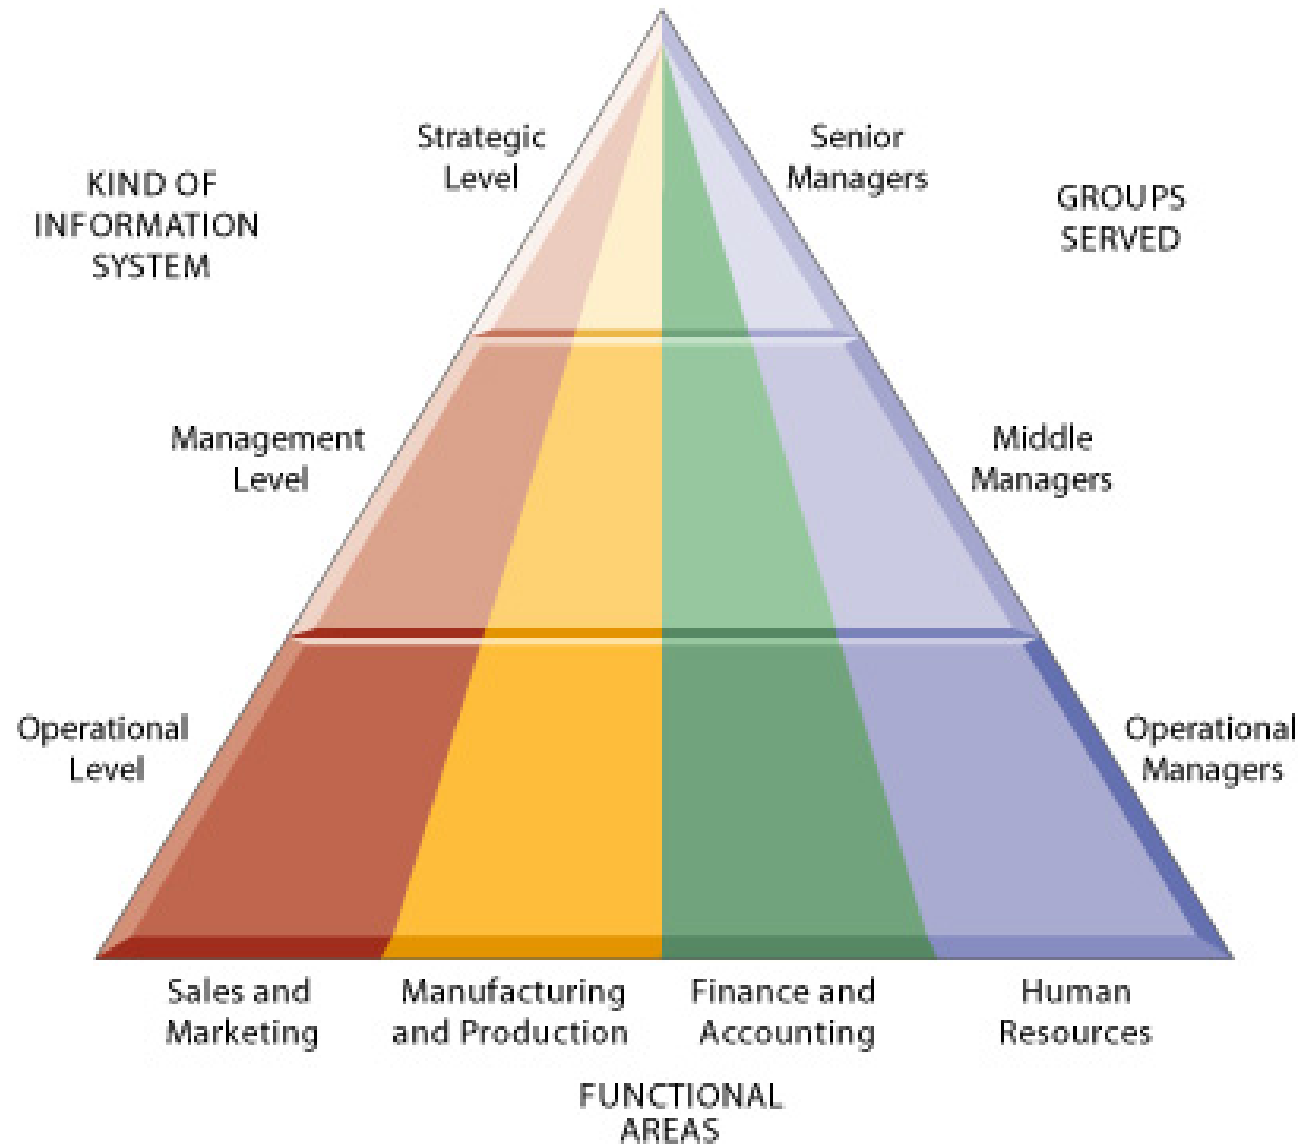 Strategic
Level
Senior
Managers
KIND OF
INFORMATION
SYSTEM
GROUPS
SERVED
Management
Level
Middle
Managers
Operational
Level
Operational
Managers
Sales and
Marketing
Manufacturing
and Production
Finance and
Accounting
Human
Resources
FUNCTIONAL
AREAS